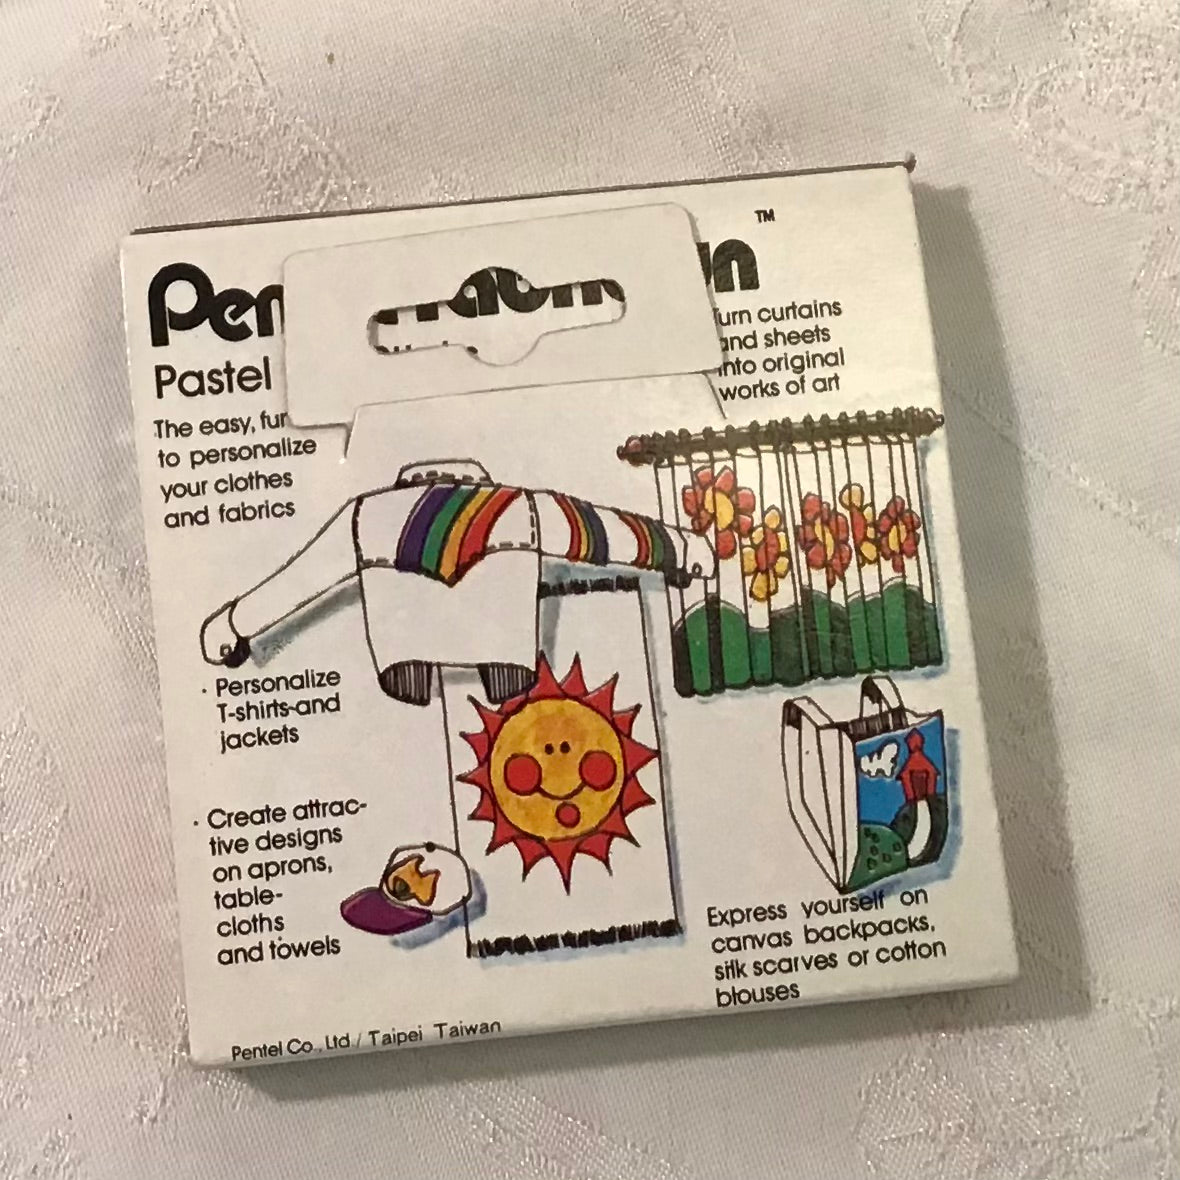 TM
Pastel
The easy, fun
to personalize
your clothes
and fabrics
Turn curtains
and sheets
into original
works of art
· Personalize
T-shirts-and
jackets
· Create attrac-
tive designs
on aprons,
table-
cloths
and towels
Express yourself on
canvas backpacks,
silk scarves or cotton
blouses
Pentel Co., Ltd./Taipei Taiwan